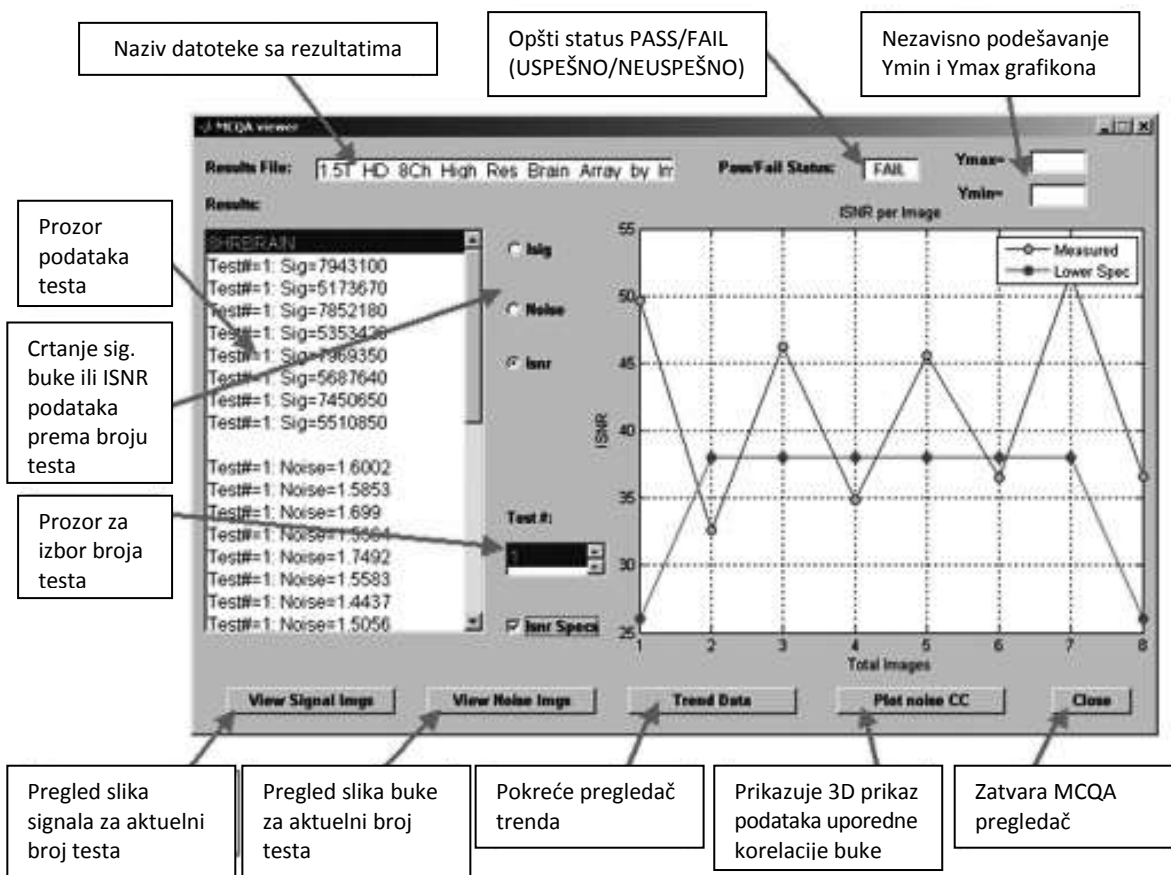 Naziv datoteke sa rezultatima
Opšti status PASS/FAIL
(USPEŠNO/NEUSPEŠNO)
Nezavisno podešavanje
Ymin i Ymax grafikona
MCQA viewer
Results File:
1.5T HD 8Ch High Res Brain Array by Im
Pass/Fail Status:
FAIL
Ymax=
Ymin=
Results:
Prozor
podataka
testa
Crtanje sig.
buke ili ISNR
podataka
prema broju
testa
Prozor za
izbor broja
testa
8HRBRAIN
Test#=1: Sig=7943100
Test#=1: Sig=5173670
Test#=1: Sig=7852180
Test#=1:
Test#=1:
Test#=1: Sig=5687640
Test#=1: Sig=7450650
Test#=1: Sig=5510850
Test#=1: Noise=1.6002
Test#=1: Noise=1.5853
Test#=1: Noise=1.699
Test#=1:
Test#=1: Noise=1.7492
Test#=1: Noise=1.5583
Test#=1: Noise=1.4437
Test#=1: Noise=1.5056
Isig
Noise
Isnr
Test #:
1
Isnr Specs
ISNR per Image
Measured
Lower Spec
55
50
45
40
35
30
25
ISNR
1 2 3 4 5 6 7 8
Total Images
View Signal Imgs
View Noise Imgs
Trend Data
Plot noise CC
Close
Pregled slika
signala za aktuelni
broj testa
Pregled slika buke
za aktuelni broj
testa
Pokreće pregledač
trenda
Prikazuje 3D prikaz
podataka uporedne
korelacije buke
Zatvara MCQA
pregledač